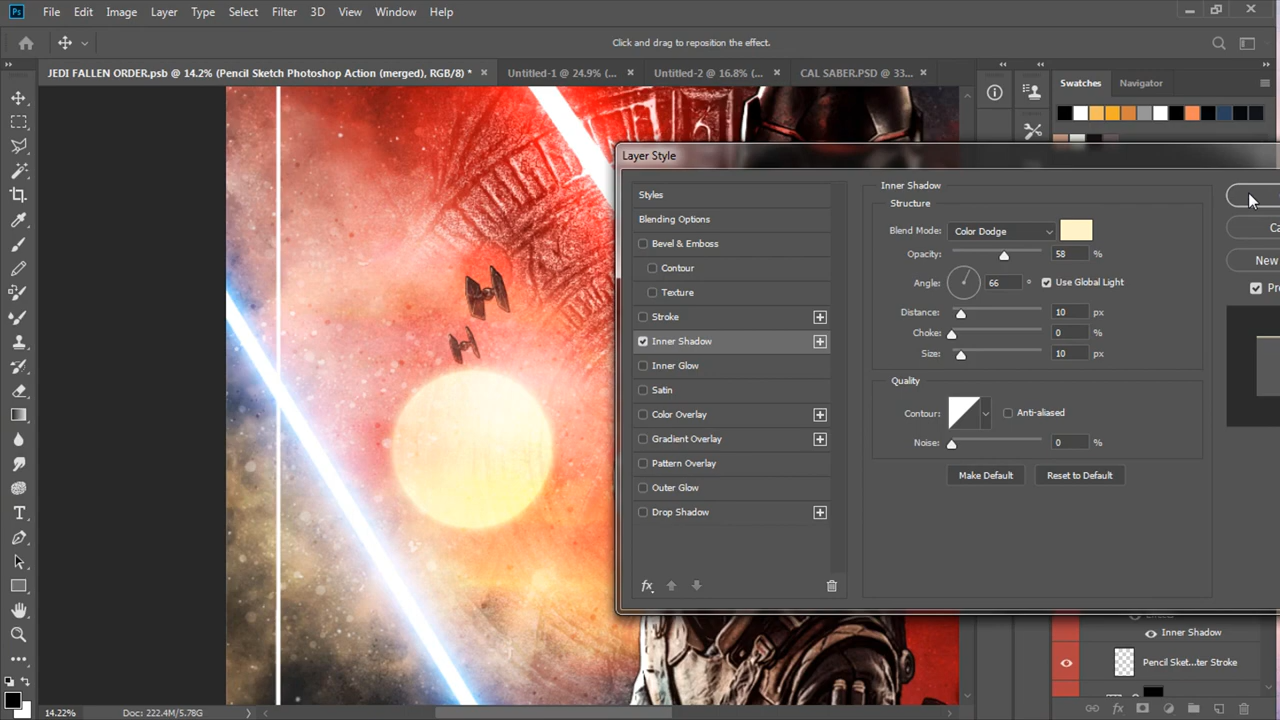 Ps File Edit Image Layer Type Select Filter 3D View Window Help
Click and drag to reposition the effect.
JEDI FALLEN ORDER.psb @ 14.2% (Pencil Sketch Photoshop Action (merged), RGB/8) * Untitled-1 @ 24.9% (... Untitled-2 @ 16.8% (... CAL SABER.PSD @ 33...
Swatches Navigator
Layer Style
Styles
Blending Options
Bevel & Emboss
Contour
Texture
Stroke
Inner Shadow
Inner Glow
Satin
Color Overlay
Gradient Overlay
Pattern Overlay
Outer Glow
Drop Shadow
fx
Inner Shadow
Structure
Blend Mode: Color Dodge
Opacity: 58 %
Angle: 66 ° Use Global Light
Distance: 10 px
Choke: 0 %
Size: 10 px
Quality
Contour: Anti-aliased
Noise: 0 %
Make Default Reset to Default
Ca
New
Pr
Inner Shadow
Pencil Sket...ter Stroke
14.22% Doc: 222.4M/5.78G
fx